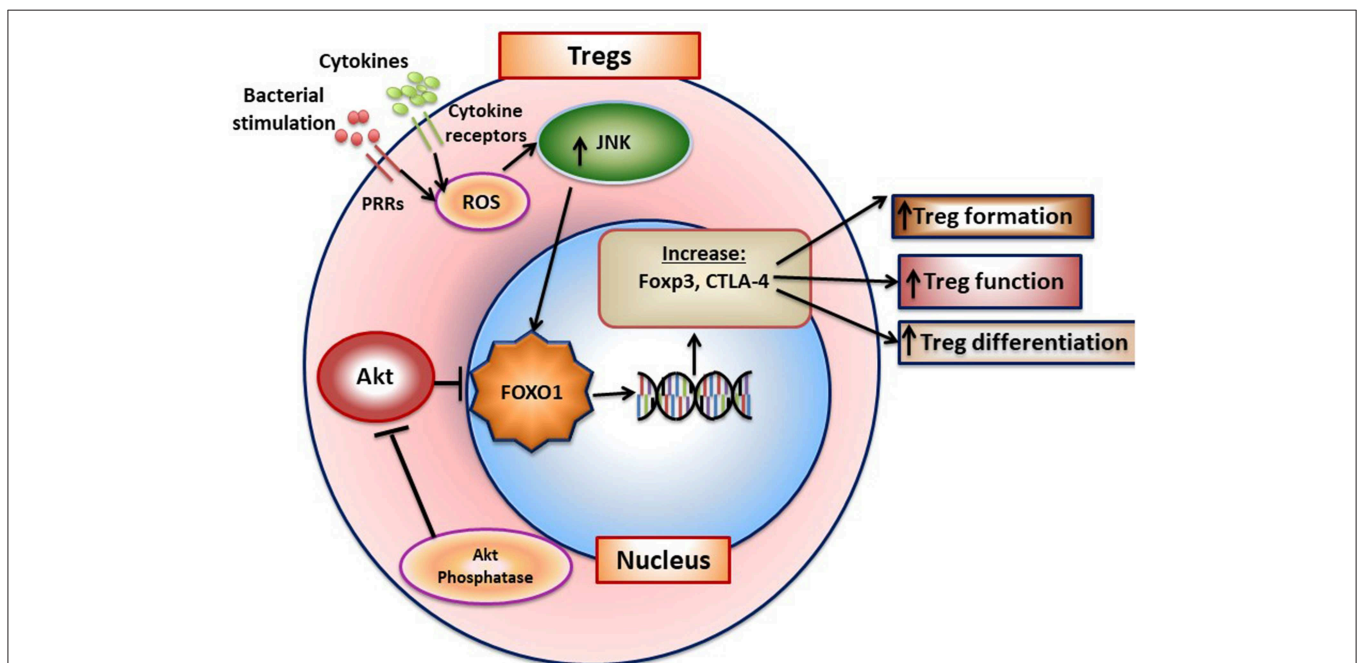 Tregs
Cytokines
Bacterial
stimulation
Cytokine
receptors
JNK
PRRs
ROS
Increase:
Foxp3, CTLA-4
Treg formation
Treg function
Treg differentiation
Akt
FOXO1
Akt
Phosphatase
Nucleus